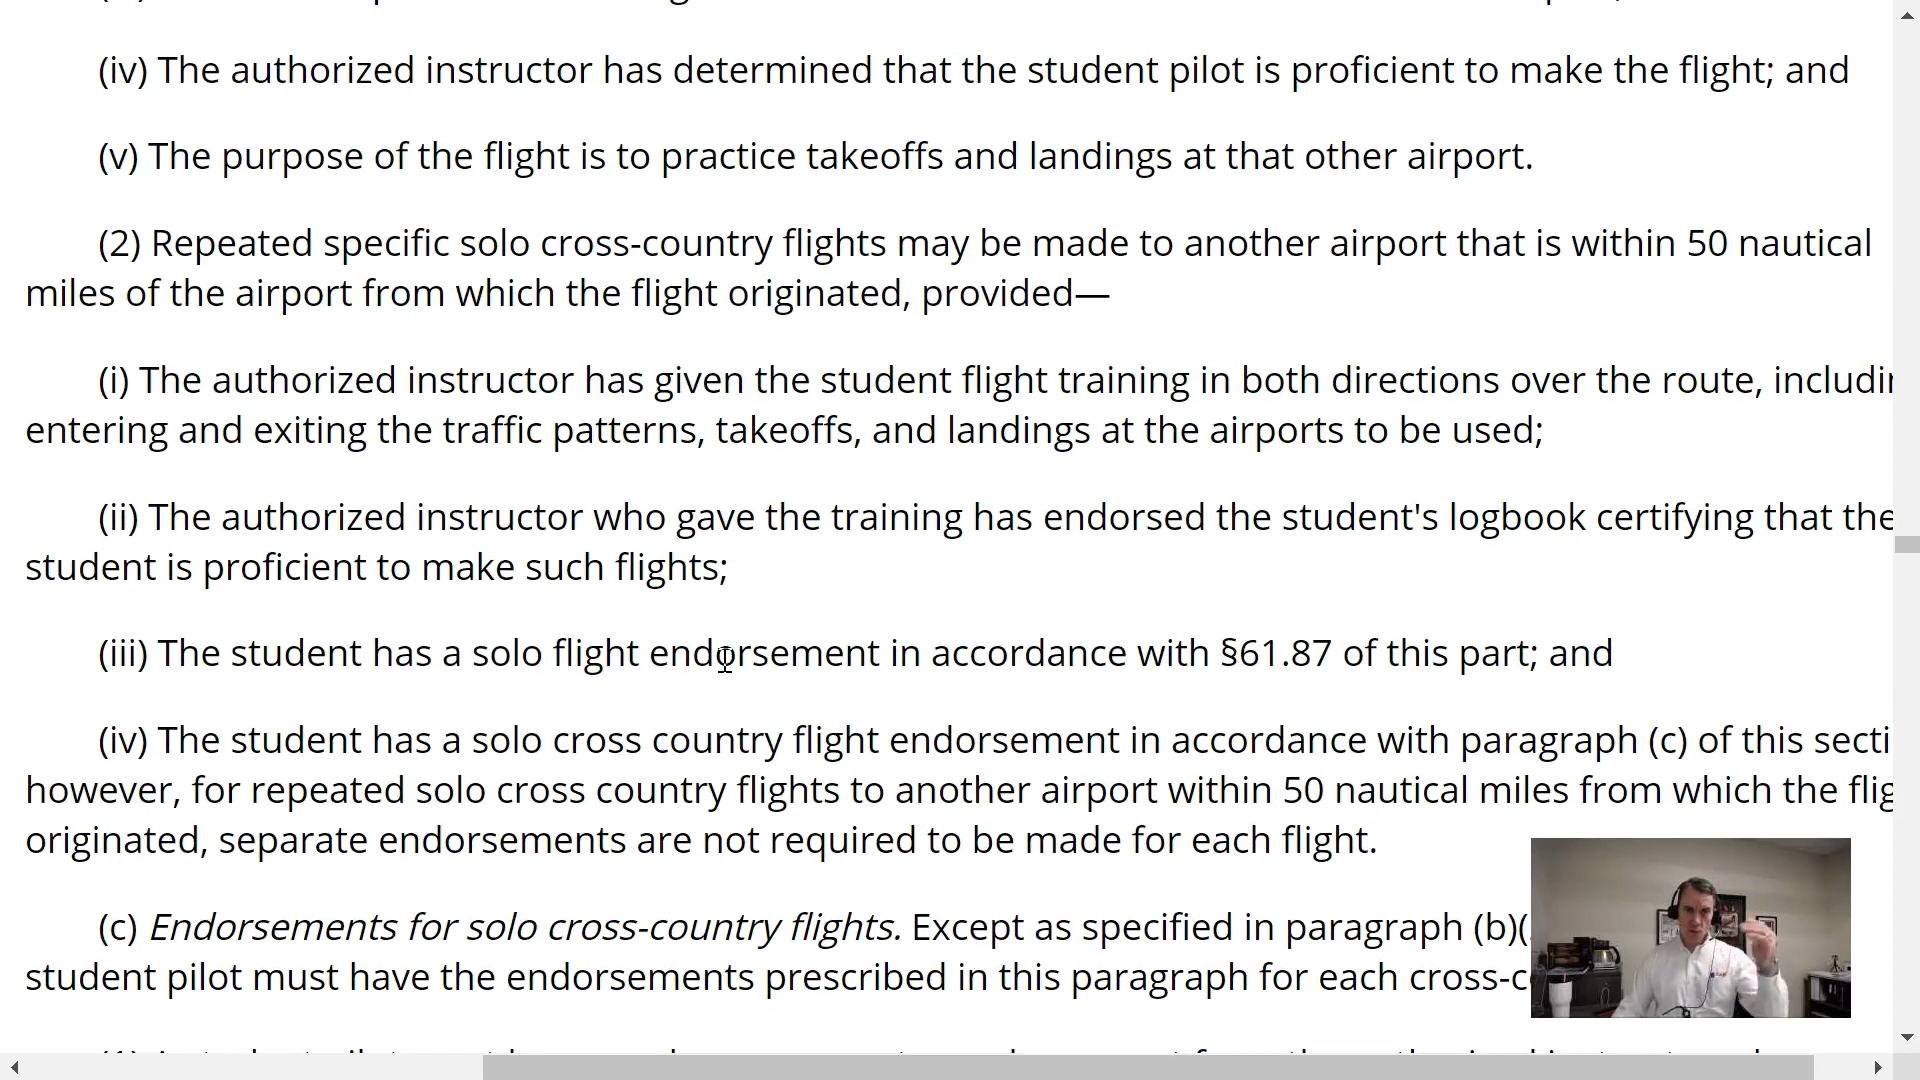 (iv) The authorized instructor has determined that the student pilot is proficient to make the flight; and
(v) The purpose of the flight is to practice takeoffs and landings at that other airport.
(2) Repeated specific solo cross-country flights may be made to another airport that is within 50 nautical
miles of the airport from which the flight originated, provided—
(i) The authorized instructor has given the student flight training in both directions over the route,
entering and exiting the traffic patterns, takeoffs, and landings at the airports to be used;
(ii) The authorized instructor who gave the training has endorsed the student's logbook certifying that the
student is proficient to make such flights;
(iii) The student has a solo flight endorsement in accordance with §61.87 of this part; and
(iv) The student has a solo cross country flight endorsement in accordance with paragraph (c) of this
however, for repeated solo cross country flights to another airport within 50 nautical miles from which the
originated, separate endorsements are not required to be made for each flight.
(c) Endorsements for solo cross-country flights. Except as specified in paragraph
student pilot must have the endorsements prescribed in this paragraph for each